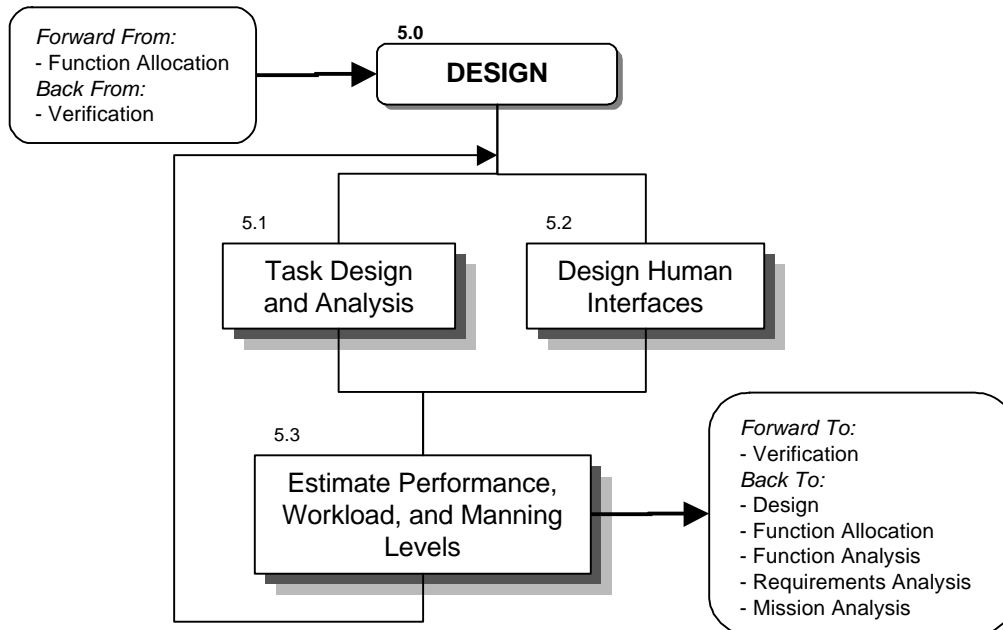 Forward From:
- Function Allocation
Back From:
- Verification
5.0
DESIGN
5.1
Task Design
and Analysis
5.2
Design Human
Interfaces
5.3
Estimate Performance,
Workload, and Manning
Levels
Forward To:
- Verification
Back To:
- Design
- Function Allocation
- Function Analysis
- Requirements Analysis
- Mission Analysis